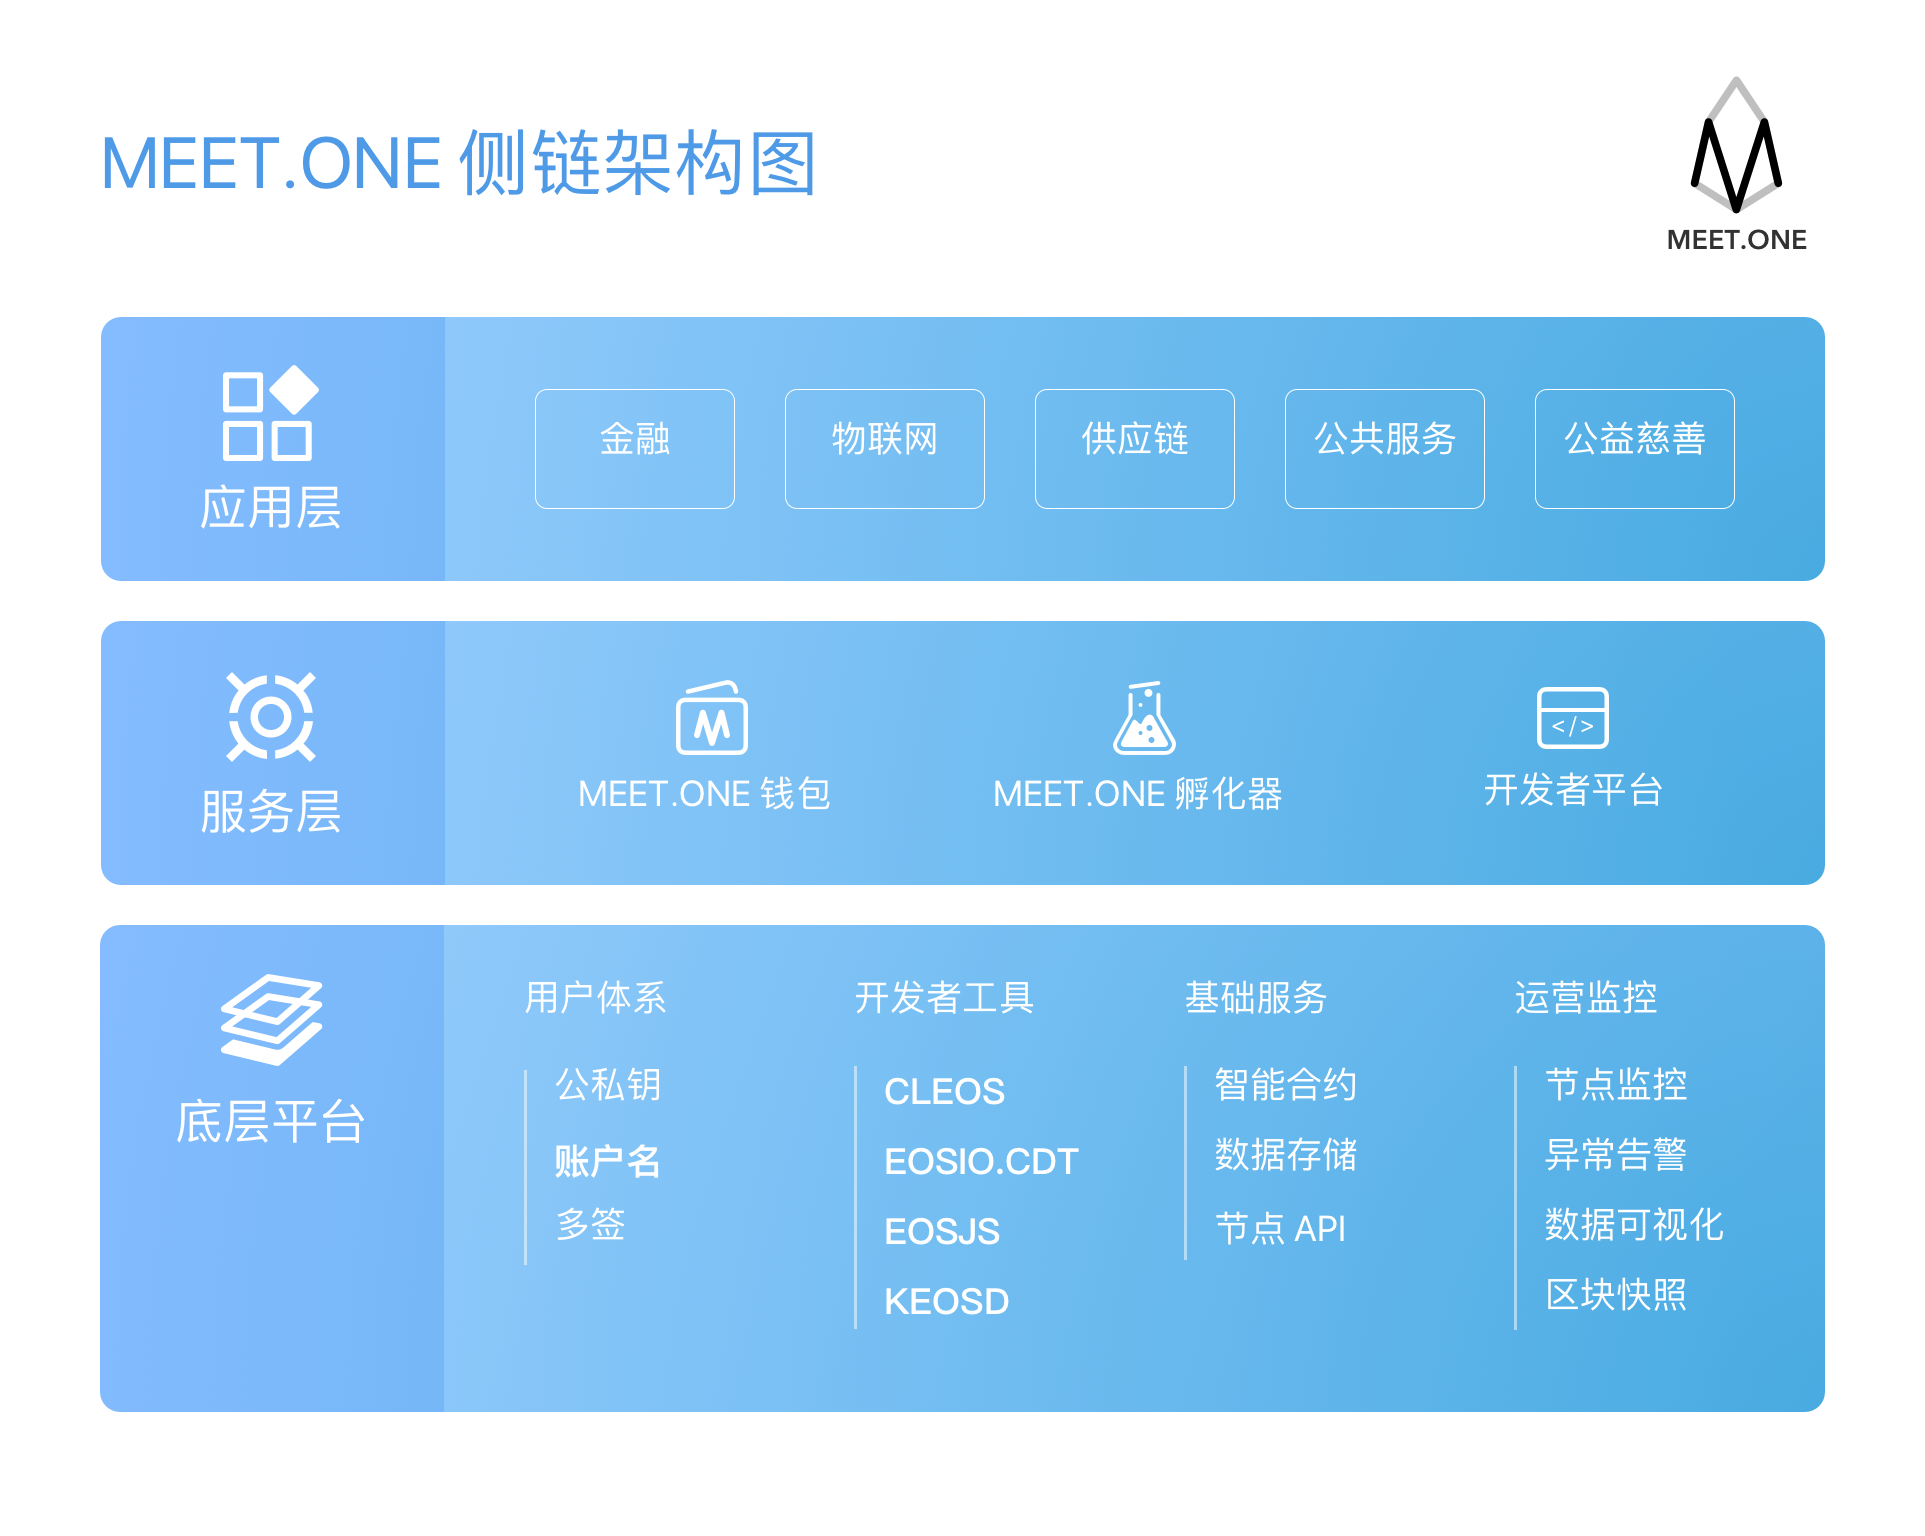 MEET.ONE 侧链架构图
MEET.ONE
应用层
金融
物联网
供应链
公共服务
公益慈善
服务层
MEET.ONE 钱包
MEET.ONE 孵化器
</>
开发者平台
底层平台
用户体系
公私钥
账户名
多签
开发者工具
CLEOS
EOSIO.CDT
EOSJS
KEOSD
基础服务
智能合约
数据存储
节点 API
运营监控
节点监控
异常告警
数据可视化
区块快照